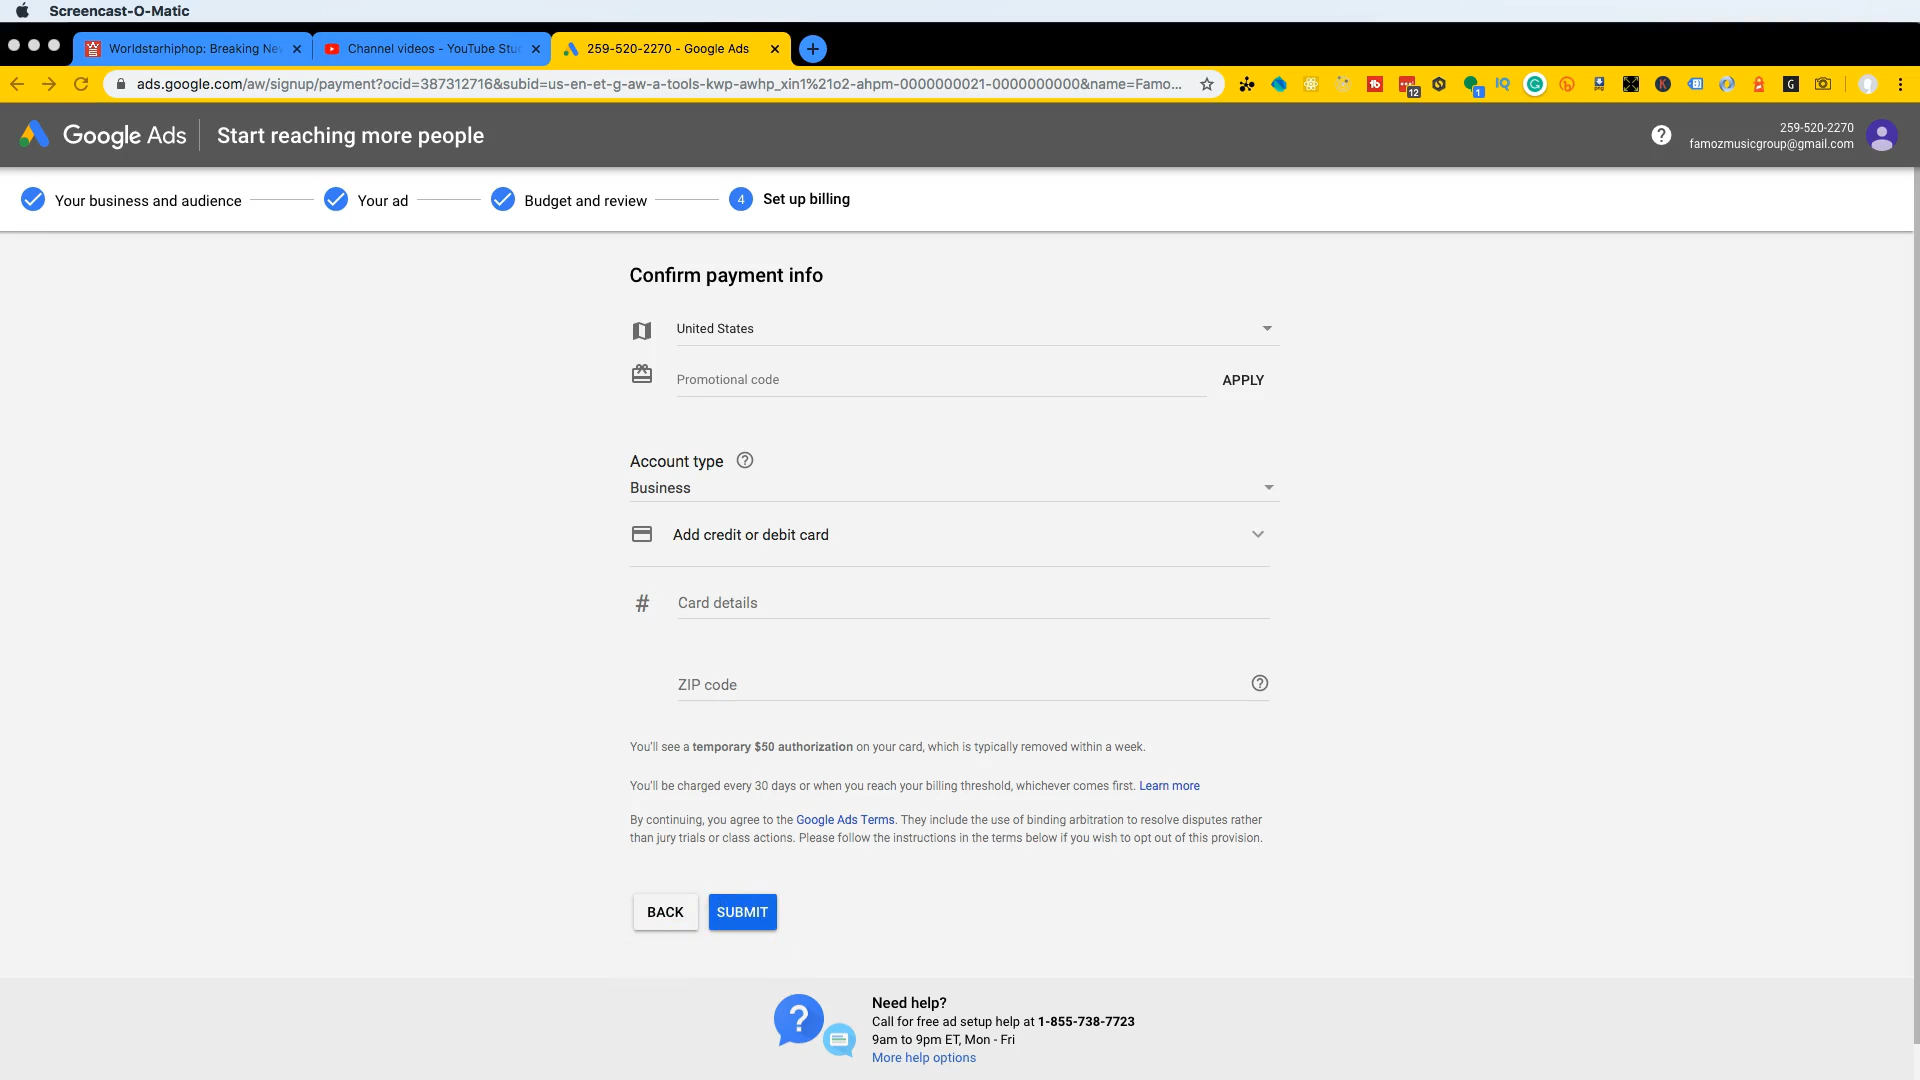 Screencast-O-Matic
Worldstarhiphop: Breaking Ne
Channel videos - YouTube Stu
259-520-2270 - Google Ads
ads.google.com/aw/signup/payment?ocid=387312716&subid=us-en-et-g-aw-a-tools-kwp-awhp_xin1%21o2-ahpm-0000000021-0000000000&name=Famo...
12
1
IQ
Google Ads
Start reaching more people
259-520-2270
famozmusicgroup@gmail.com
Your business and audience
Your ad
Budget and review
4
Set up billing
Confirm payment info
United States
Promotional code
APPLY
Account type
Business
Add credit or debit card
# Card details
ZIP code
You'll see a temporary $50 authorization on your card, which is typically removed within a week.
You'll be charged every 30 days or when you reach your billing threshold, whichever comes first. Learn more
By continuing, you agree to the Google Ads Terms. They include the use of binding arbitration to resolve disputes rather
than jury trials or class actions. Please follow the instructions in the terms below if you wish to opt out of this provision.
BACK
SUBMIT
Need help?
Call for free ad setup help at 1-855-738-7723
9am to 9pm ET, Mon - Fri
More help options